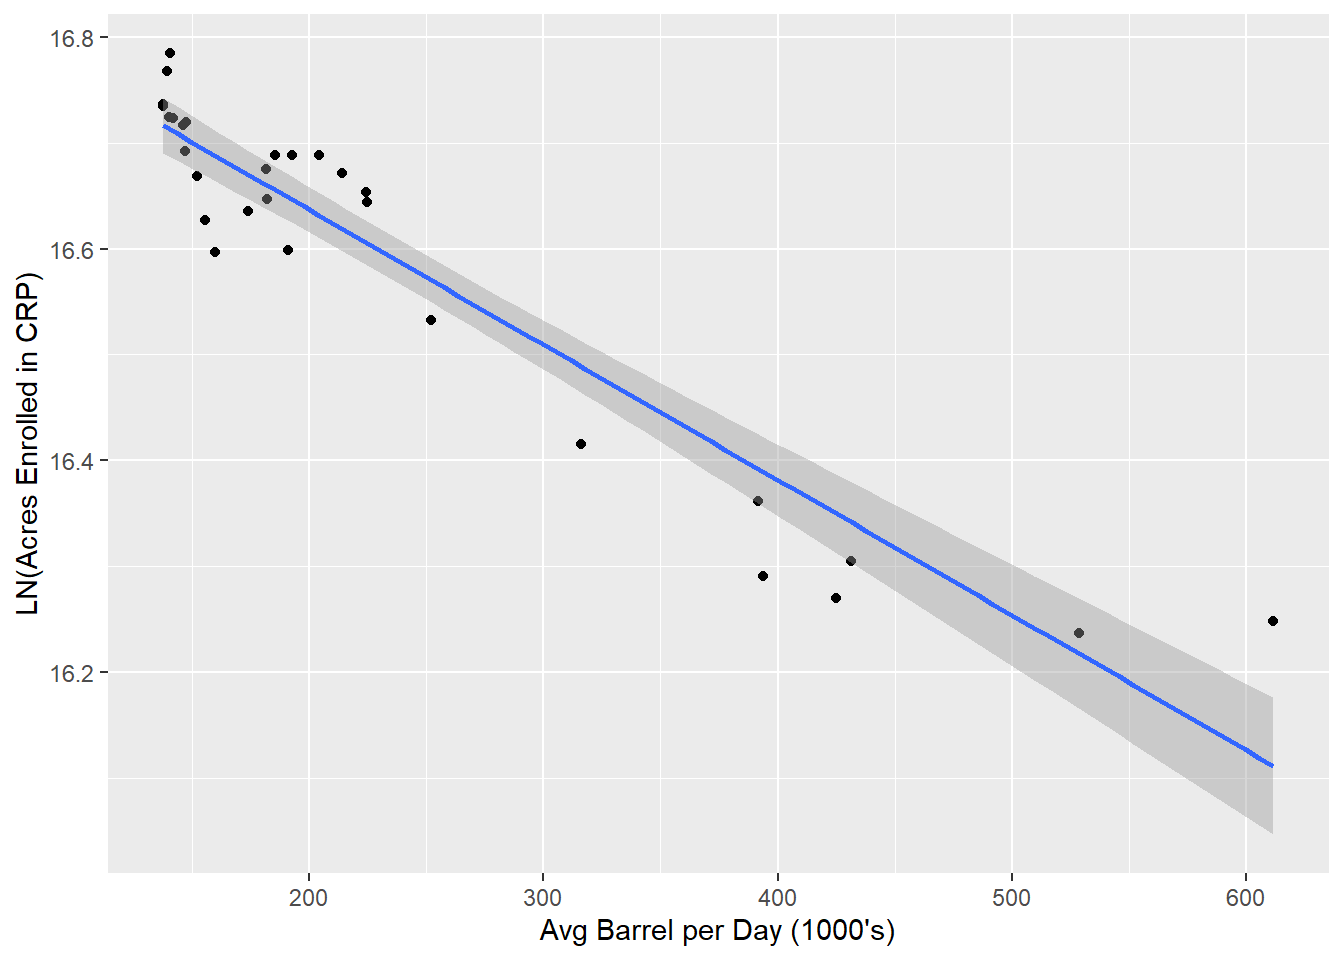 16.8
16.6
16.4
16.2
LN(Acres Enrolled in CRP)
200 300 400 500 600
Avg Barrel per Day (1000's)